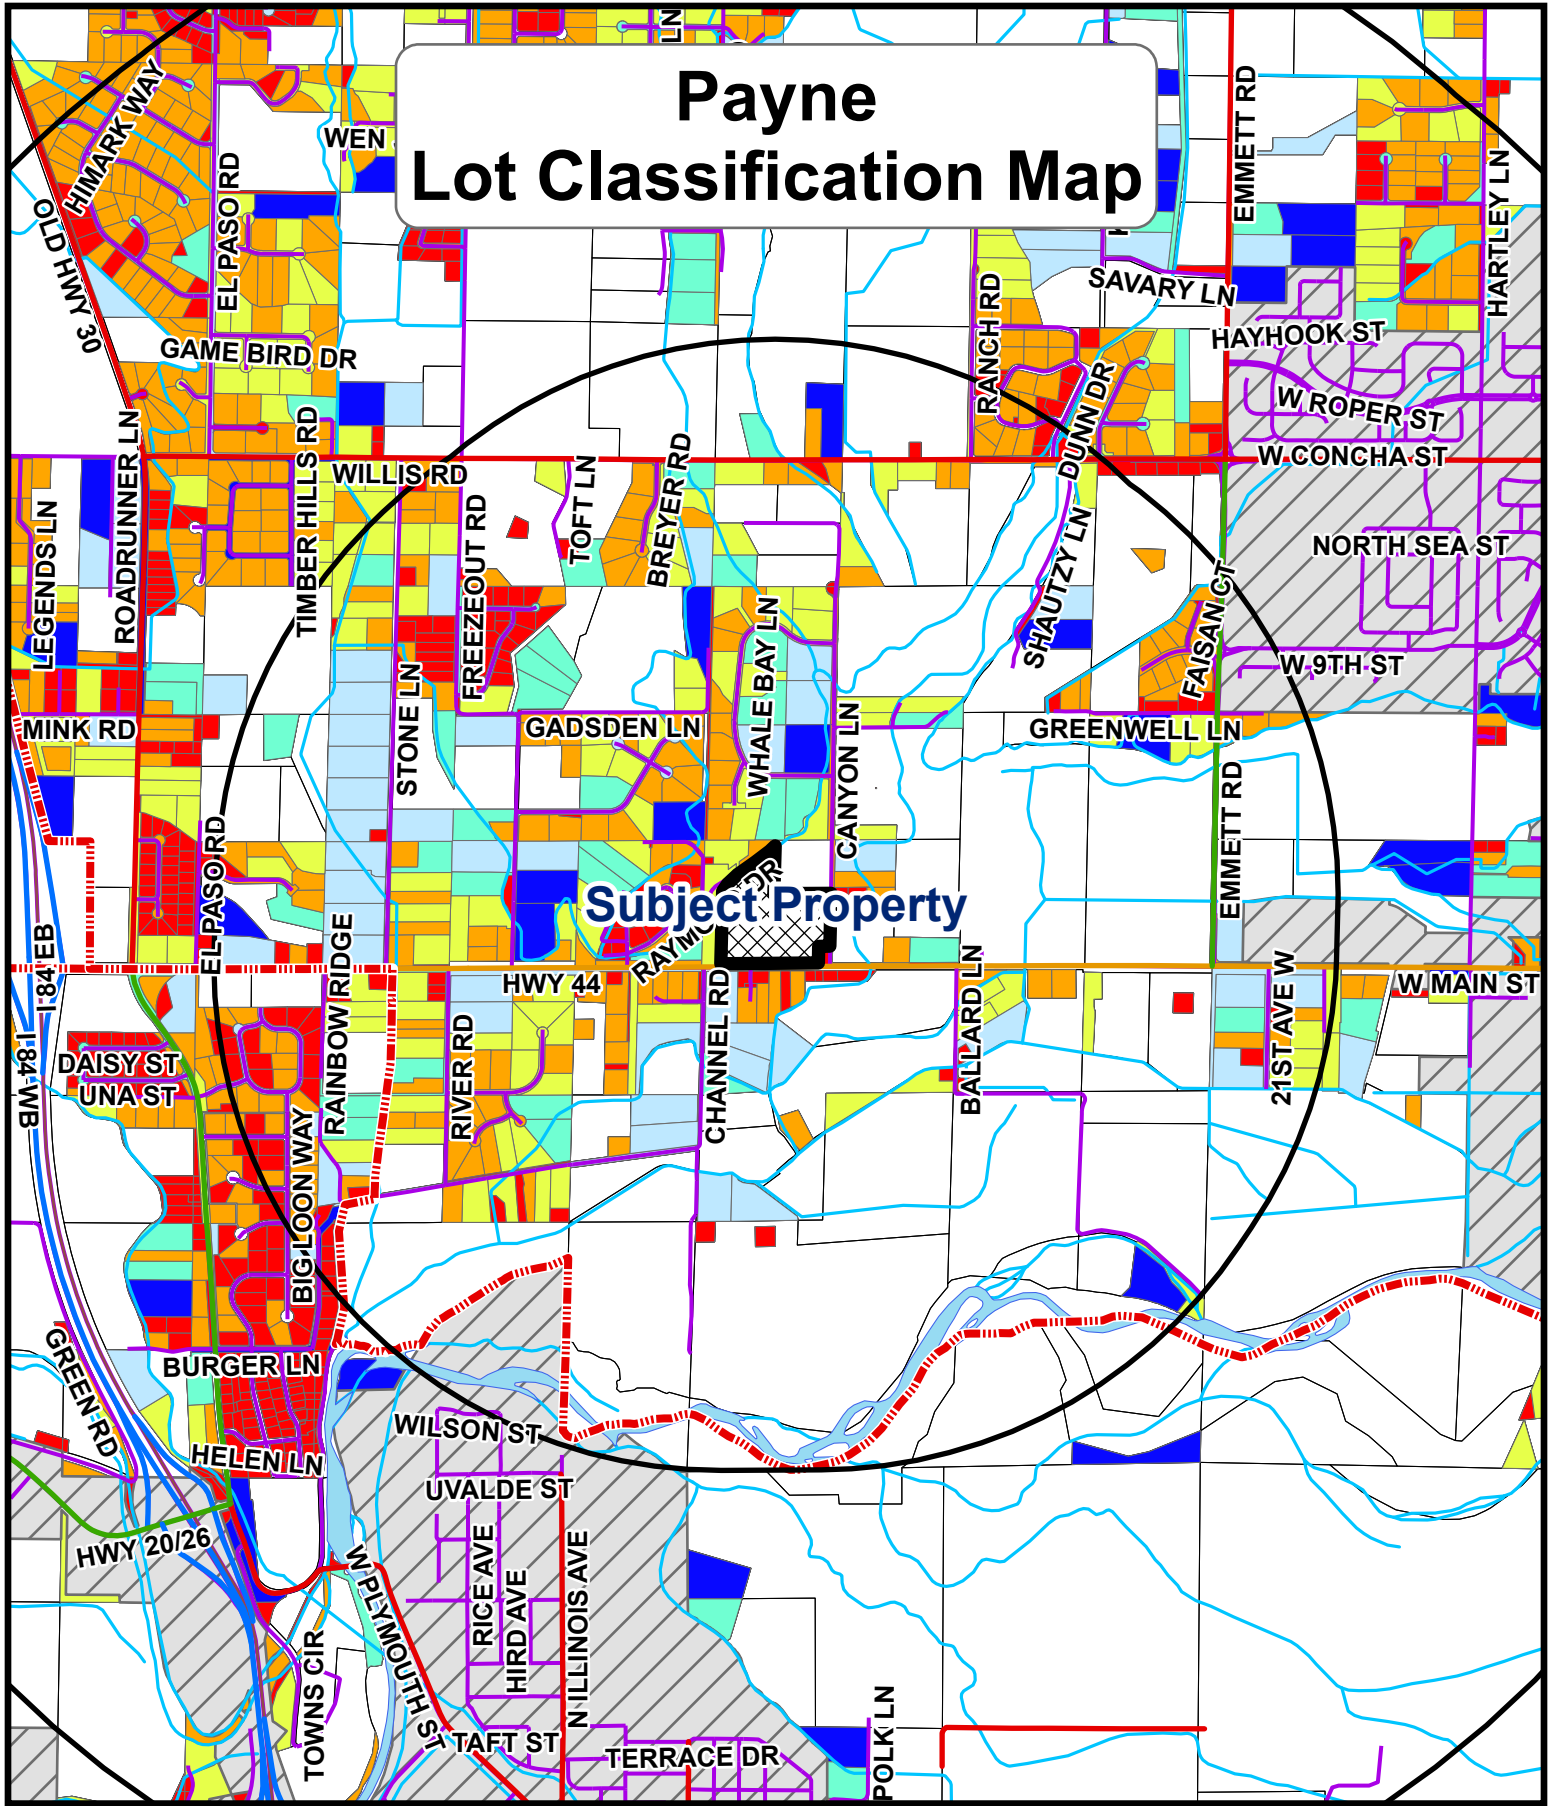 Payne
Lot Classification Map
LN
HIMARK WAY
WEN
EL PASO RD
OLD HWY 30
EMMETT RD
HARTLEY LN
SAVARY LN
RANCH RD
HAYHOOK ST
GAME BIRD DR
DUNN DR
W ROPER ST
ROADRUNNER LN
TIMBER HILLS RD
WILLIS RD
W CONCHA ST
LEGENDS LN
FREEZEOUT RD
TOFT LN
BREYER RD
SHAUTZY LN
NORTH SEA ST
FAISAN CT
WHALE BAY LN
W 9TH ST
STONE LN
MINK RD
GADSDEN LN
CANYON LN
GREENWELL LN
EMMETT RD
EL PASO RD
DR
Subject Property
RAYMO
RAINBOW RIDGE
I 84 EB
HWY 44
W MAIN ST
BALLARD LN
21ST AVE W
CHANNEL RD
RIVER RD
I 84 WB
DAISY ST
UNA ST
BIG LOON WAY
GREEN RD
BURGER LN
WILSON ST
HELEN LN
UVALDE ST
HWY 20/26
W PLYMOUTH ST
RICE AVE
HIRD AVE
N ILLINOIS AVE
TOWNS CIR
TAFT ST
TERRACE DR
POLK LN